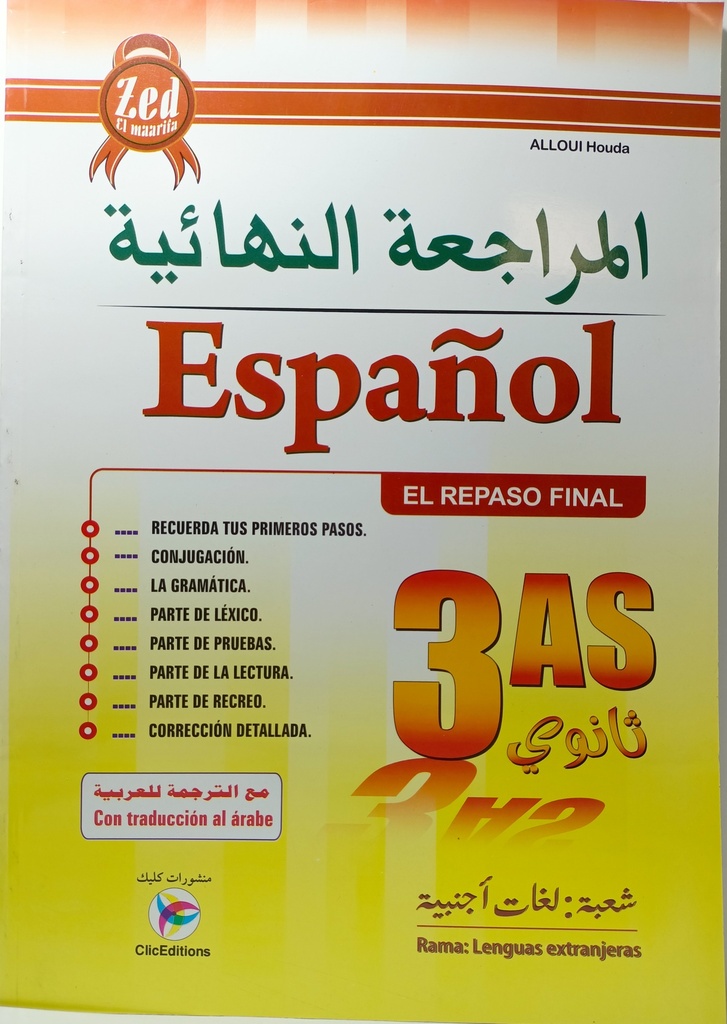 Zed
El maarifa
ALLOUI Houda
المراجعة النهائية
Español
EL REPASO FINAL
RECUERDA TUS PRIMEROS PASOS.
CONJUGACIÓN.
LA GRAMÁTICA.
PARTE DE LÉXICO.
PARTE DE PRUEBAS.
PARTE DE LA LECTURA.
PARTE DE RECREO.
CORRECCIÓN DETALLADA.
3AS
ثانوي
مع الترجمة للعربية
Con traducción al árabe
منشورات كليك
ClicEditions
شعبة: لغات أجنبية
Rama: Lenguas extranjeras